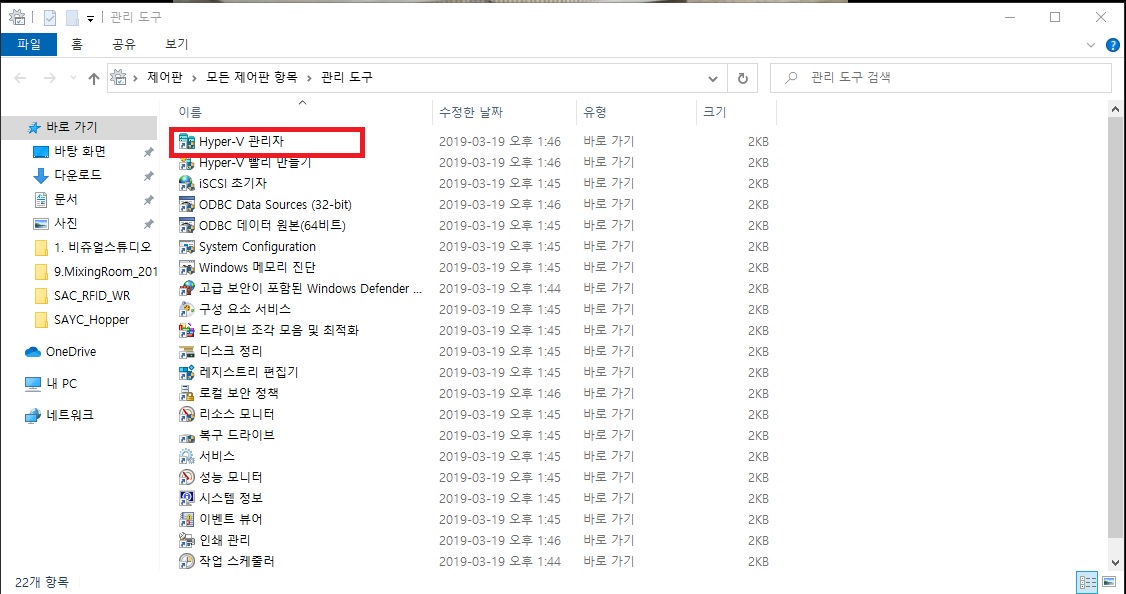 관리 도구
파일 홈 공유 보기
제어판 › 모든 제어판 항목 › 관리 도구
관리 도구 검색
바로 가기
바탕 화면
다운로드
문서
사진
1. 비쥬얼스튜디오
9.MixingRoom_201
SAC_RFID_WR
SAYC_Hopper
OneDrive
내 PC
네트워크
이름 수정한 날짜 유형 크기
Hyper-V 관리자 2019-03-19 오후 1:46 바로 가기 2KB
Hyper-V 빨리 만들기 2019-03-19 오후 1:46 바로 가기 2KB
iSCSI 초기자 2019-03-19 오후 1:45 바로 가기 2KB
ODBC Data Sources (32-bit) 2019-03-19 오후 1:46 바로 가기 2KB
ODBC 데이터 원본(64비트) 2019-03-19 오후 1:45 바로 가기 2KB
System Configuration 2019-03-19 오후 1:45 바로 가기 2KB
Windows 메모리 진단 2019-03-19 오후 1:45 바로 가기 2KB
고급 보안이 포함된 Windows Defender ... 2019-03-19 오후 1:44 바로 가기 2KB
구성 요소 서비스 2019-03-19 오후 1:45 바로 가기 2KB
드라이브 조각 모음 및 최적화 2019-03-19 오후 1:45 바로 가기 2KB
디스크 정리 2019-03-19 오후 1:45 바로 가기 2KB
레지스트리 편집기 2019-03-19 오후 1:45 바로 가기 2KB
로컬 보안 정책 2019-03-19 오후 1:46 바로 가기 2KB
리소스 모니터 2019-03-19 오후 1:45 바로 가기 2KB
복구 드라이브 2019-03-19 오후 1:45 바로 가기 2KB
서비스 2019-03-19 오후 1:45 바로 가기 2KB
성능 모니터 2019-03-19 오후 1:45 바로 가기 2KB
시스템 정보 2019-03-19 오후 1:45 바로 가기 2KB
이벤트 뷰어 2019-03-19 오후 1:45 바로 가기 2KB
인쇄 관리 2019-03-19 오후 1:46 바로 가기 2KB
작업 스케줄러 2019-03-19 오후 1:44 바로 가기 2KB
22개 항목